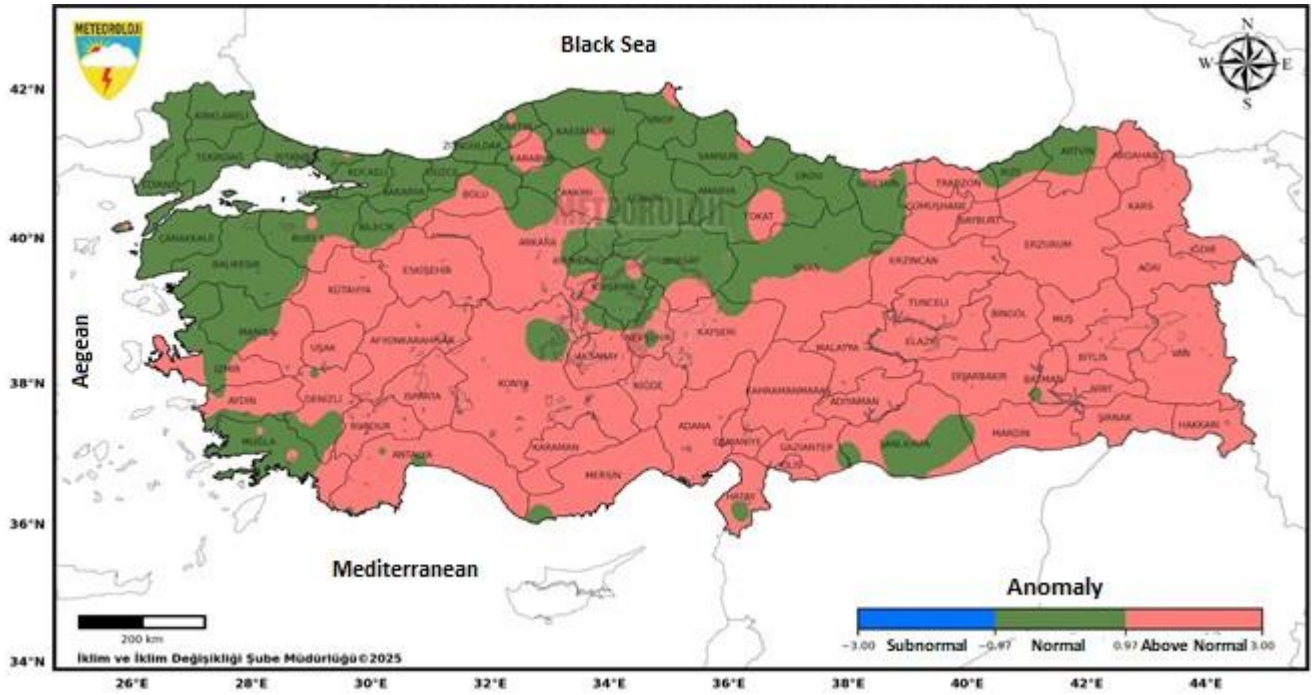 METEOROLOJİ
Black Sea
N
W E
S
42°N
KIRKLARELİ
TEKİRDAĞ
EDİRNE
İSTANBUL
KOCAELİ
SAKARYA
DÜZCE
ZONGULDAK
BARTIN
KARABÜK
KASTAMONU
SİNOP
SAMSUN
ORDU
GİRESUN
TRABZON
RİZE
ARTVİN
ARDAHAN
BOLU
ÇANKIRI
AMASYA
TOKAT
GÜMÜŞHANE
BAYBURT
KARS
METEOROLOJİ
40°N
ÇANAKKALE
BURSA
BİLECİK
ANKARA
ERZURUM
IĞDIR
BALIKESİR
ESKİŞEHİR
KIRIKKALE
YOZGAT
SİVAS
ERZİNCAN
AĞRI
KÜTAHYA
KIRŞEHİR
TUNCELİ
BİNGÖL
MUŞ
Aegean
MANİSA
UŞAK
AFYONKARAHİSAR
NEVŞEHİR
KAYSERİ
MALATYA
ELAZIĞ
BİTLİS
VAN
38°N
İZMİR
AKSARAY
KONYA
NİĞDE
KAHRAMANMARAŞ
ADIYAMAN
DİYARBAKIR
BATMAN
SİİRT
AYDIN
DENİZLİ
ISPARTA
BURDUR
MUĞLA
ANTALYA
KARAMAN
MERSİN
ADANA
OSMANİYE
GAZİANTEP
KİLİS
ŞANLIURFA
MARDİN
ŞIRNAK
HAKKARİ
HATAY
36°N
Mediterranean
Anomaly
200 km
−3.00 Subnormal −0.97 Normal 0.97 Above Normal 3.00
İklim ve İklim Değişikliği Şube Müdürlüğü©2025
34°N
26°E 28°E 30°E 32°E 34°E 36°E 38°E 40°E 42°E 44°E